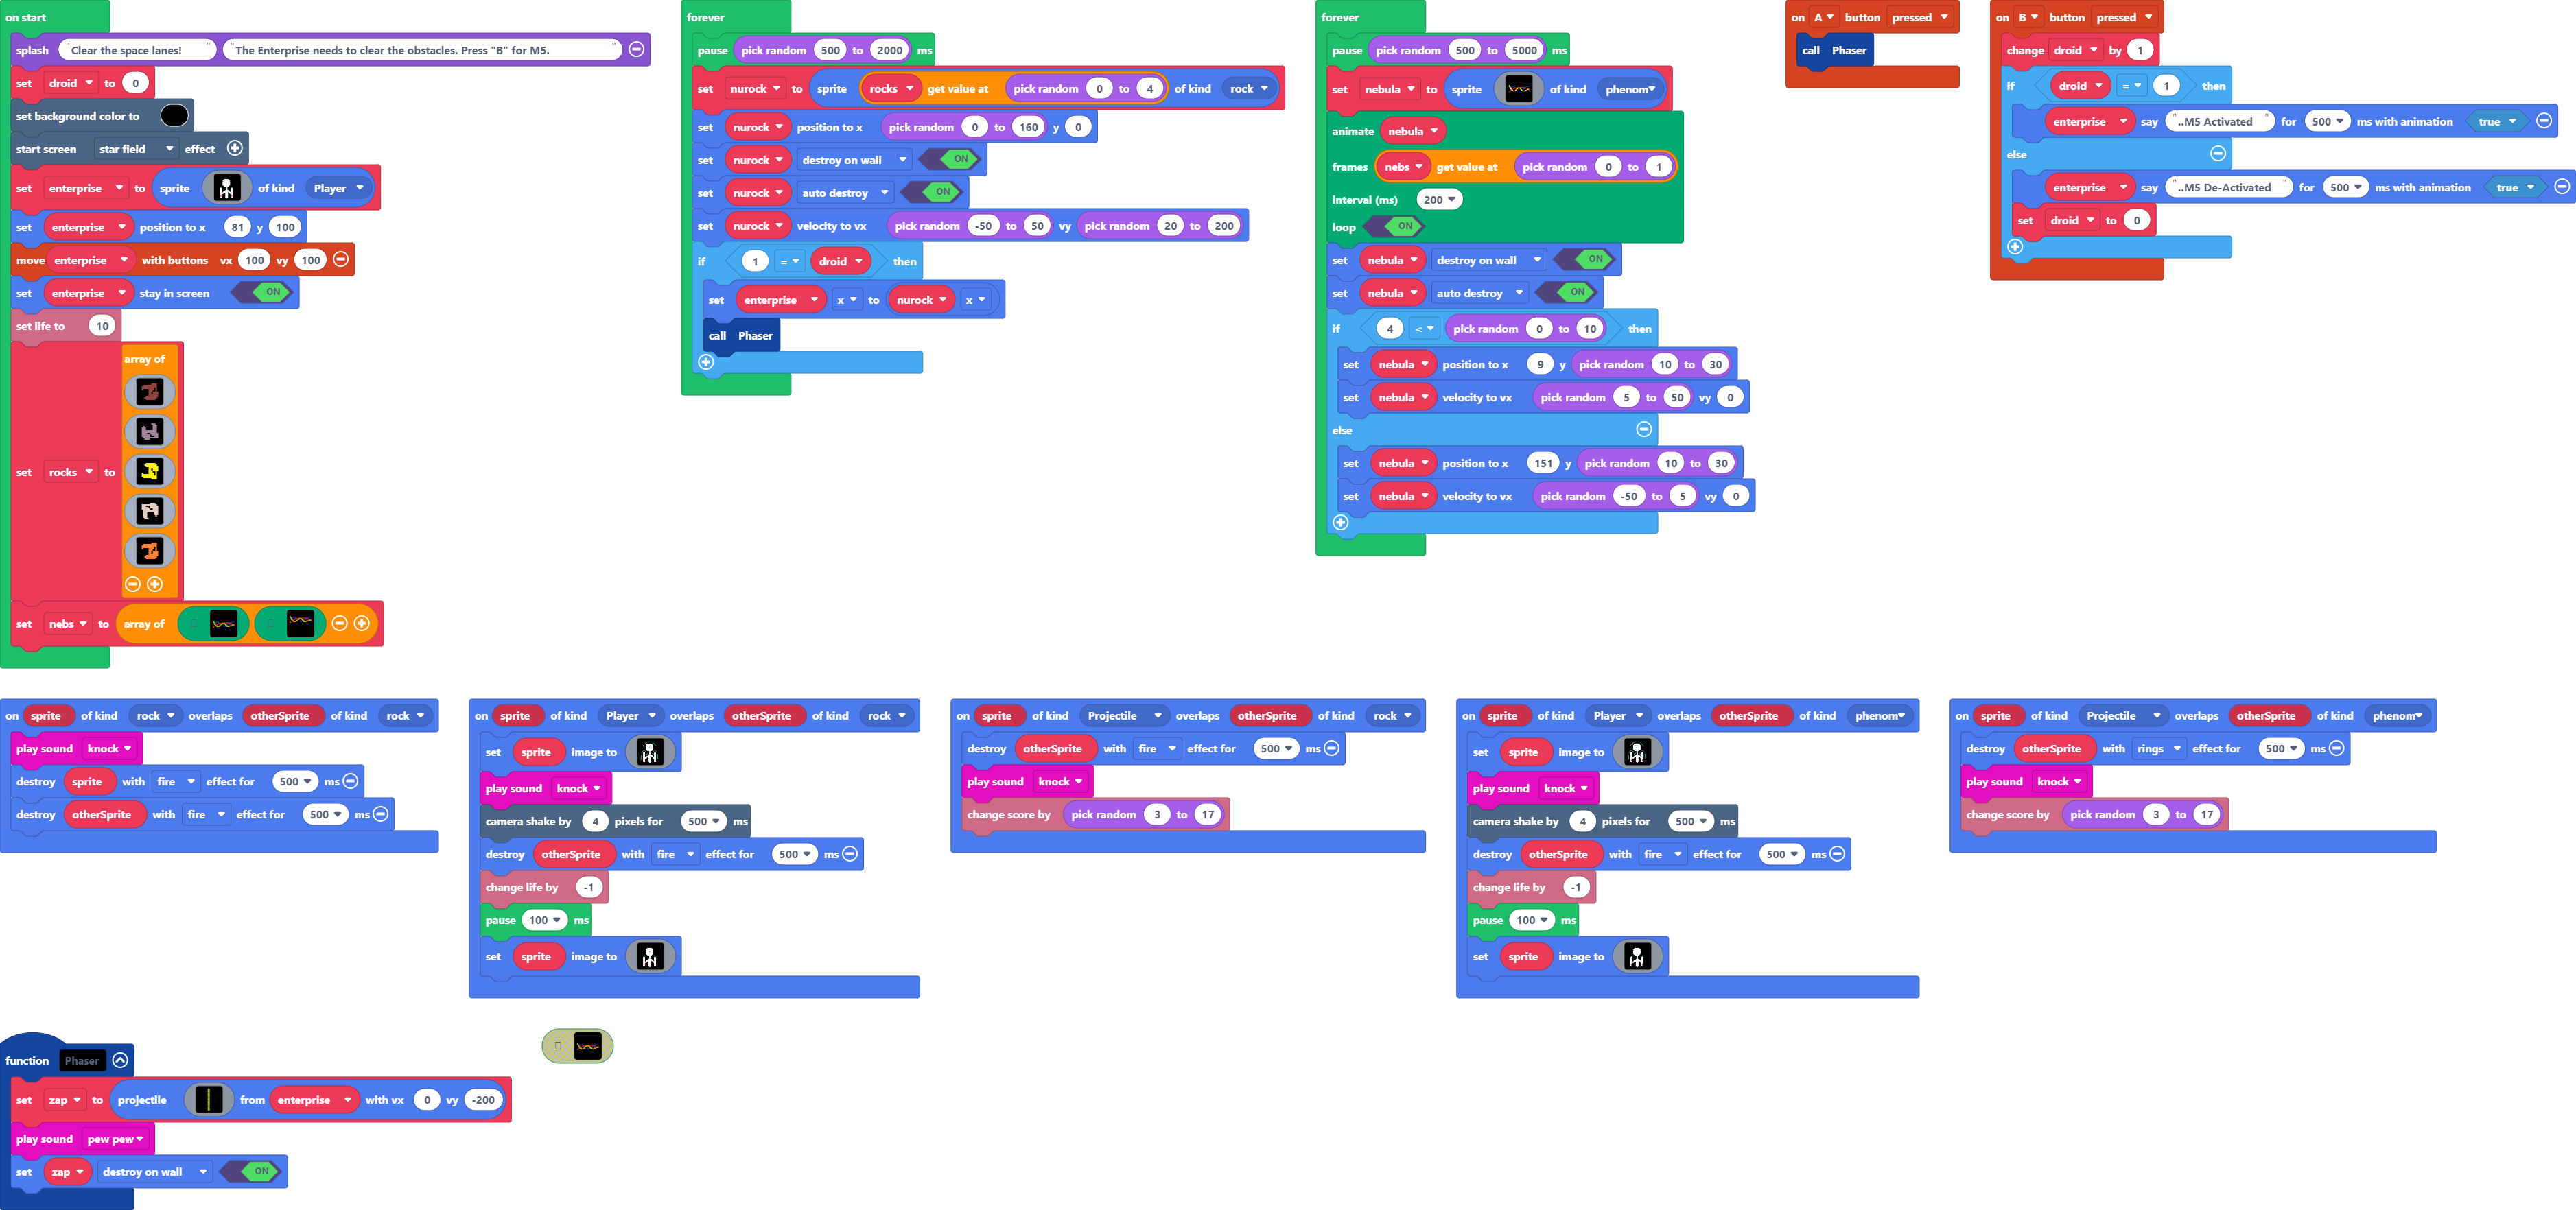 on start
splash "Clear the space lanes!" "The Enterprise needs to clear the obstacles. Press "B" for M5."
set droid to 0
set background color to
start screen star field effect
set enterprise to sprite of kind Player
set enterprise position to x 81 y 100
move enterprise with buttons vx 100 vy 100
set enterprise stay in screen ON
set life to 10
set rocks to array of
set nebs to array of
forever
pause pick random 500 to 2000 ms
set nurock to sprite rocks get value at pick random 0 to 4 of kind rock
set nurock position to x pick random 0 to 160 y 0
set nurock destroy on wall ON
set nurock auto destroy ON
set nurock velocity to vx pick random -50 to 50 vy pick random 20 to 200
if 1 = droid then
set enterprise x to nurock x
call Phaser
forever
pause pick random 500 to 5000 ms
set nebula to sprite of kind phenom
animate nebula
frames nebs get value at pick random 0 to 1
interval (ms) 200
loop ON
set nebula destroy on wall ON
set nebula auto destroy ON
if 4 < pick random 0 to 10 then
set nebula position to x 9 y pick random 10 to 30
set nebula velocity to vx pick random 5 to 50 vy 0
else
set nebula position to x 151 y pick random 10 to 30
set nebula velocity to vx pick random -50 to 5 vy 0
on A button pressed
call Phaser
on B button pressed
change droid by 1
if droid = 1 then
enterprise say "..M5 Activated" for 500 ms with animation true
else
enterprise say "..M5 De-Activated" for 500 ms with animation true
set droid to 0
on sprite of kind rock overlaps otherSprite of kind rock
play sound knock
destroy sprite with fire effect for 500 ms
destroy otherSprite with fire effect for 500 ms
on sprite of kind Player overlaps otherSprite of kind rock
set sprite image to
play sound knock
camera shake by 4 pixels for 500 ms
destroy otherSprite with fire effect for 500 ms
change life by -1
pause 100 ms
set sprite image to
on sprite of kind Projectile overlaps otherSprite of kind rock
destroy otherSprite with fire effect for 500 ms
play sound knock
change score by pick random 3 to 17
on sprite of kind Player overlaps otherSprite of kind phenom
set sprite image to
play sound knock
camera shake by 4 pixels for 500 ms
destroy otherSprite with fire effect for 500 ms
change life by -1
pause 100 ms
set sprite image to
on sprite of kind Projectile overlaps otherSprite of kind phenom
destroy otherSprite with rings effect for 500 ms
play sound knock
change score by pick random 3 to 17
function Phaser
set zap to projectile from enterprise with vx 0 vy -200
play sound pew pew
set zap destroy on wall ON